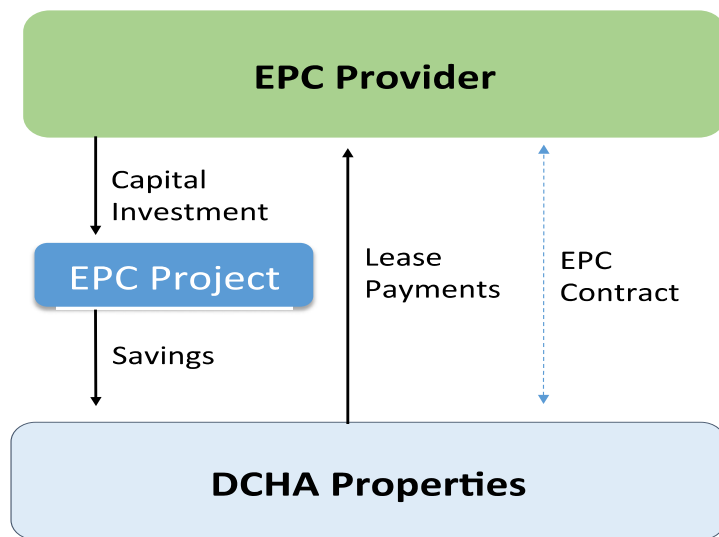 EPC Provider
Capital
Investment
EPC Project
Lease
Payments
EPC
Contract
Savings
DCHA Properties